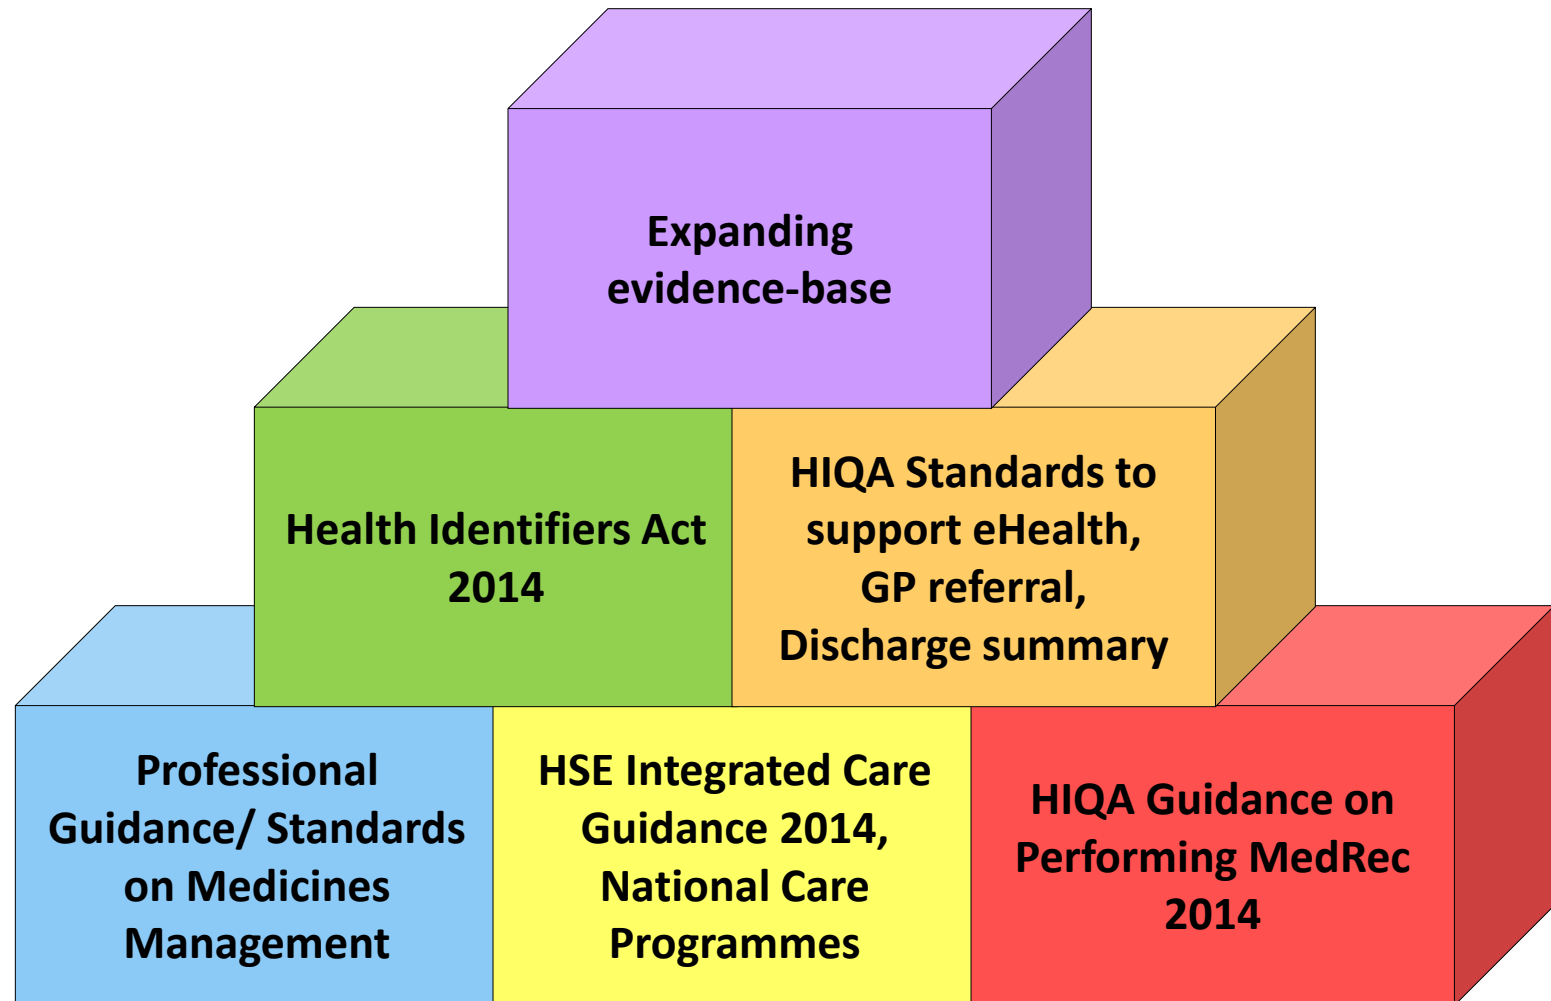 Expanding
evidence-base
Health Identifiers Act
2014
HIQA Standards to
support eHealth,
GP referral,
Discharge summary
Professional
Guidance/ Standards
on Medicines
Management
HSE Integrated Care
Guidance 2014,
National Care
Programmes
HIQA Guidance on
Performing MedRec
2014